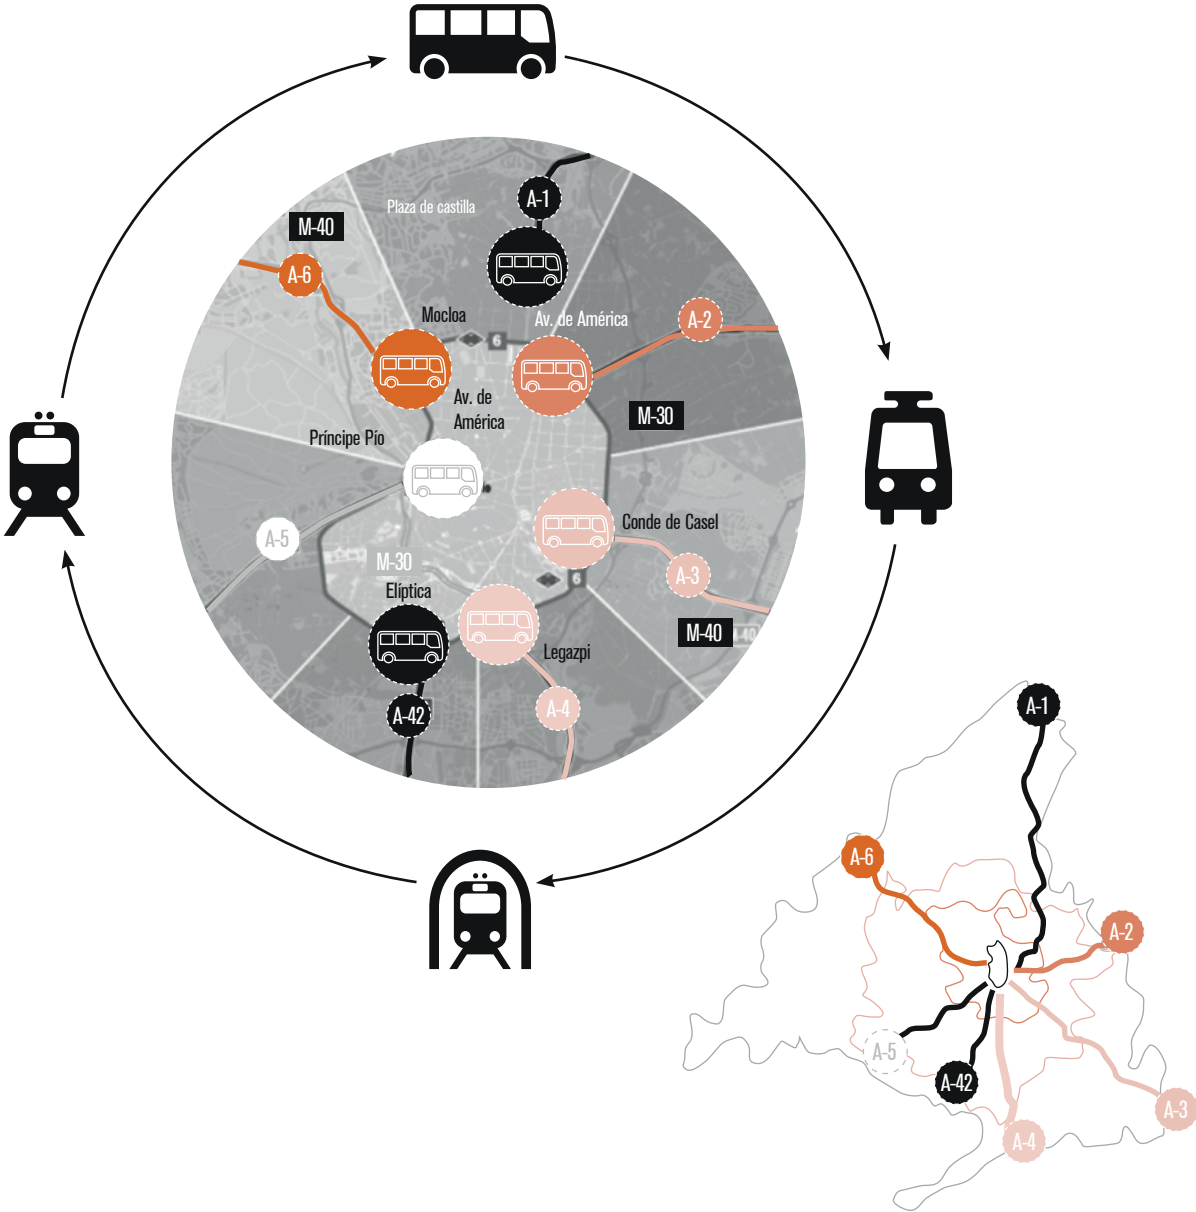 A-1
Plaza de castilla
M-40
A-6
Mocloa
6
Av. de América
A-2
Av. de
América
M-30
Príncipe Pío
Conde de Casel
A-5
M-30
A-3
6
Elíptica
M-40
Legazpi
A-42
A-4
A-1
A-6
A-2
A-5
A-42
A-3
A-4